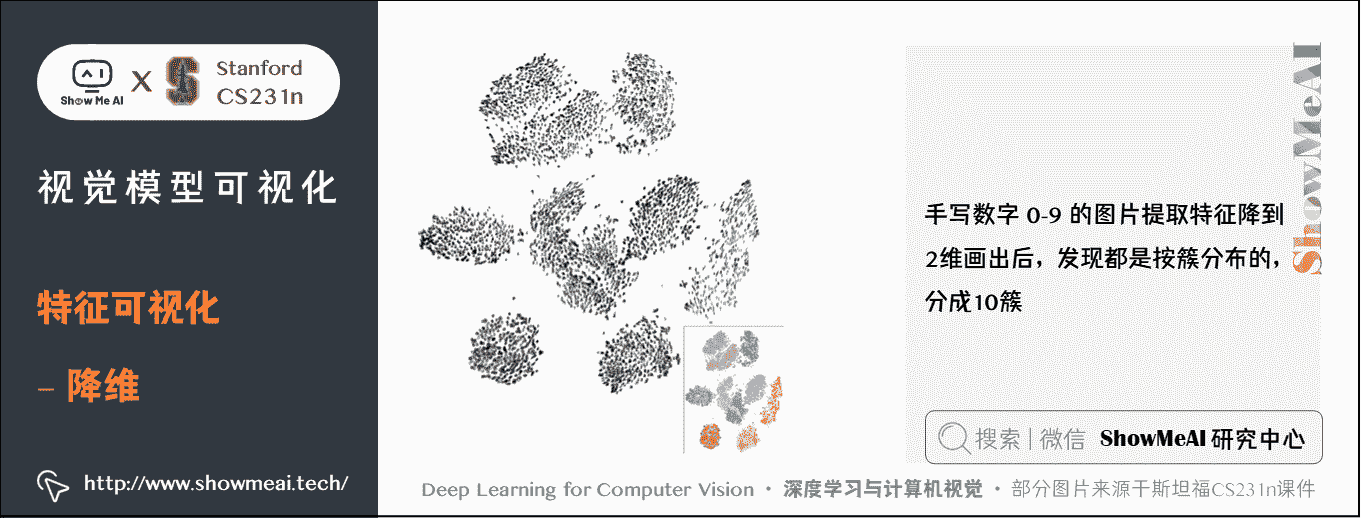 Show Me AI
X
Stanford
CS231n
视觉模型可视化
特征可视化
– 降维
http://www.showmeai.tech/
手写数字 0-9 的图片提取特征降到
2维画出后，发现都是按簇分布的，
分成10簇
ShowMeAI
搜索 | 微信 ShowMeAI 研究中心
Deep Learning for Computer Vision · 深度学习与计算机视觉 · 部分图片来源于斯坦福CS231n课件